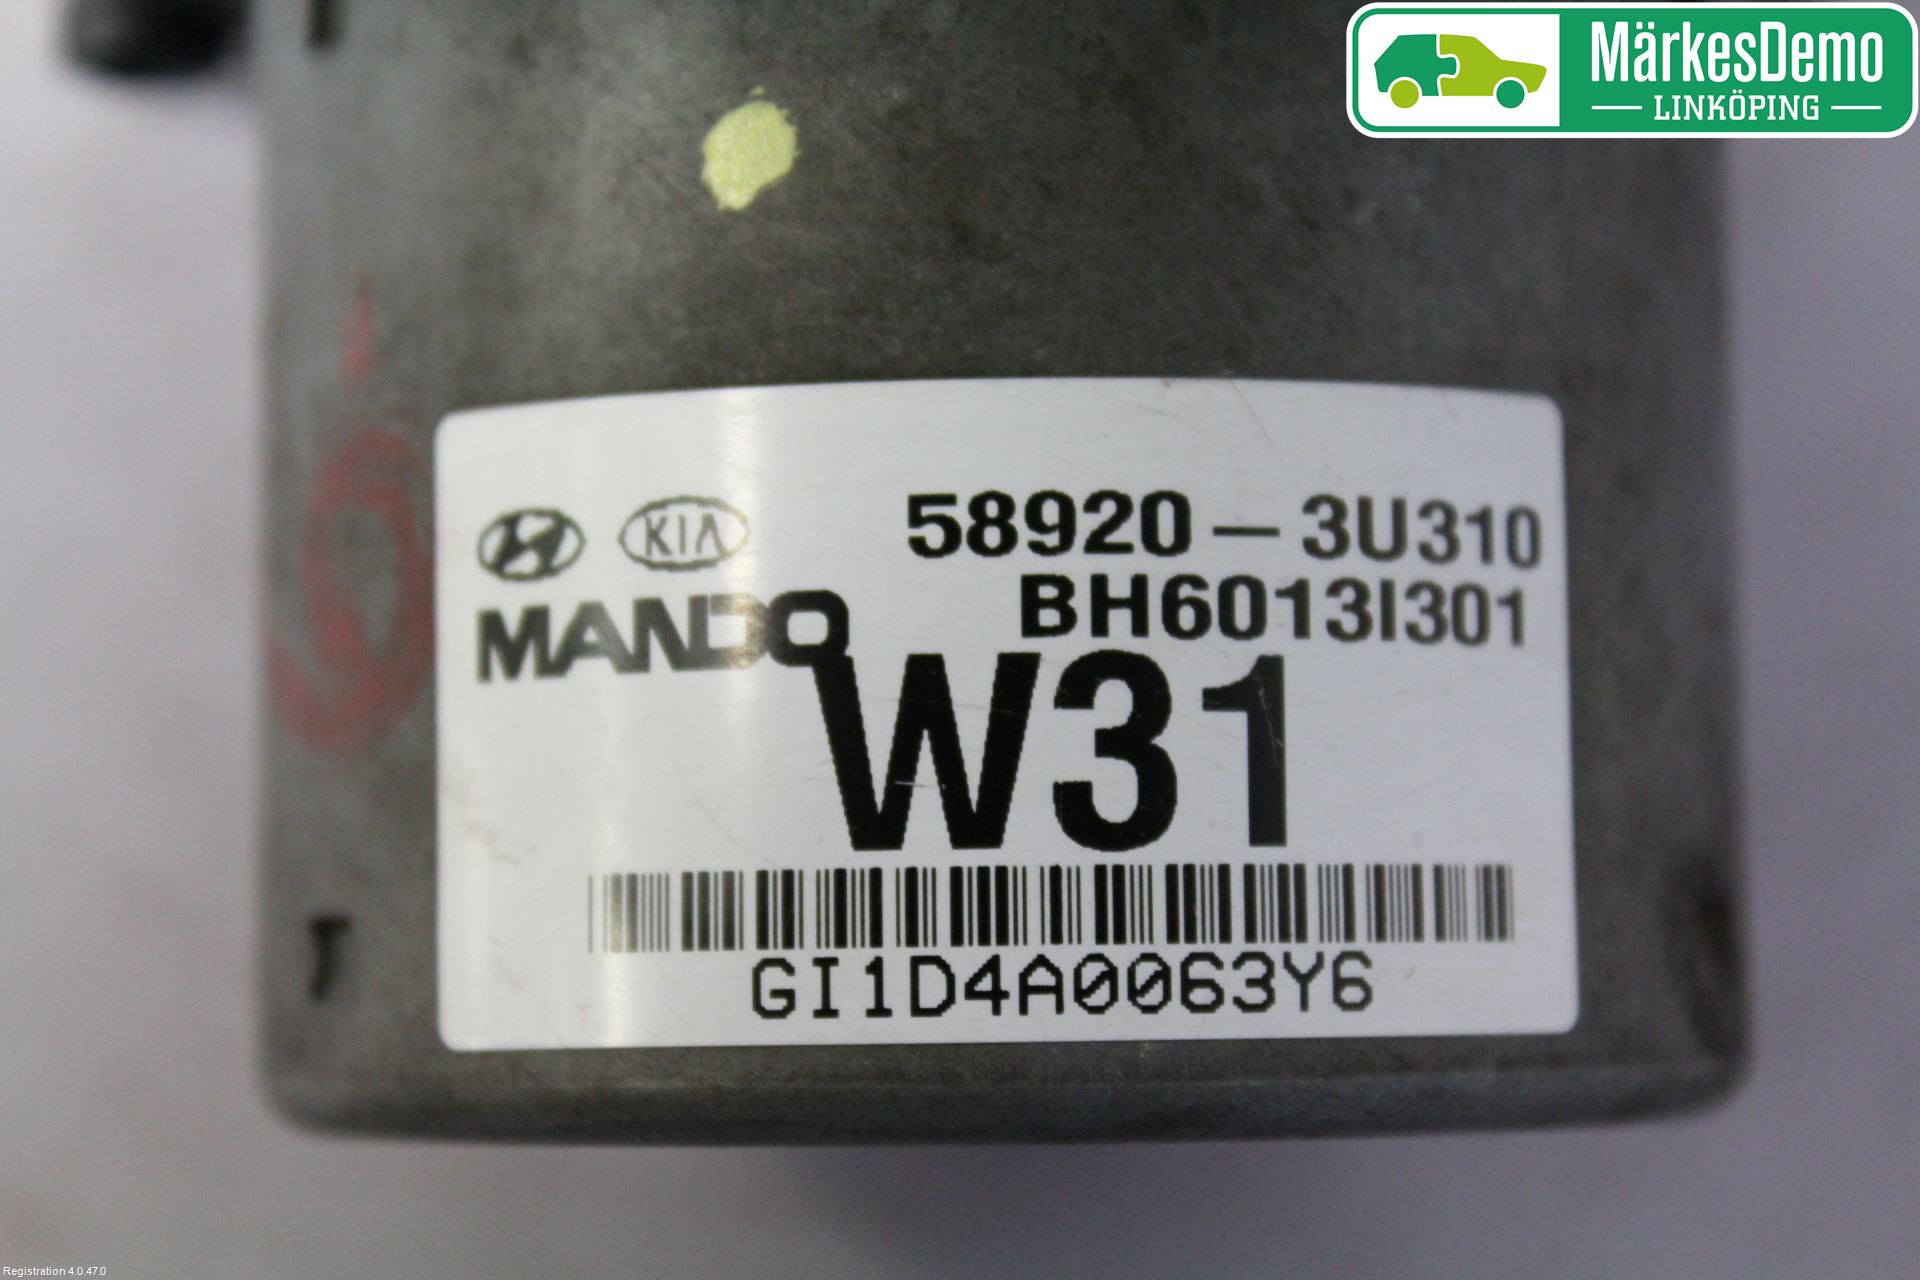 MärkesDemo
LINKÖPING
KIA
58920-3U310
MANDO
BH6013I301
W31
GI1D4A0063Y6
T
Registration 4.0.47.0